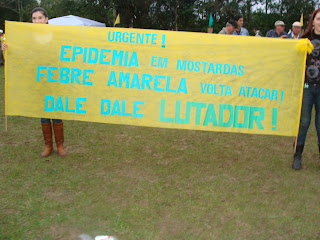 URGENTE!
EPIDEMIA EM MOSTARDAS
FEBRE AMARELA VOLTA ATACAR!
DALE DALE LUTADOR!